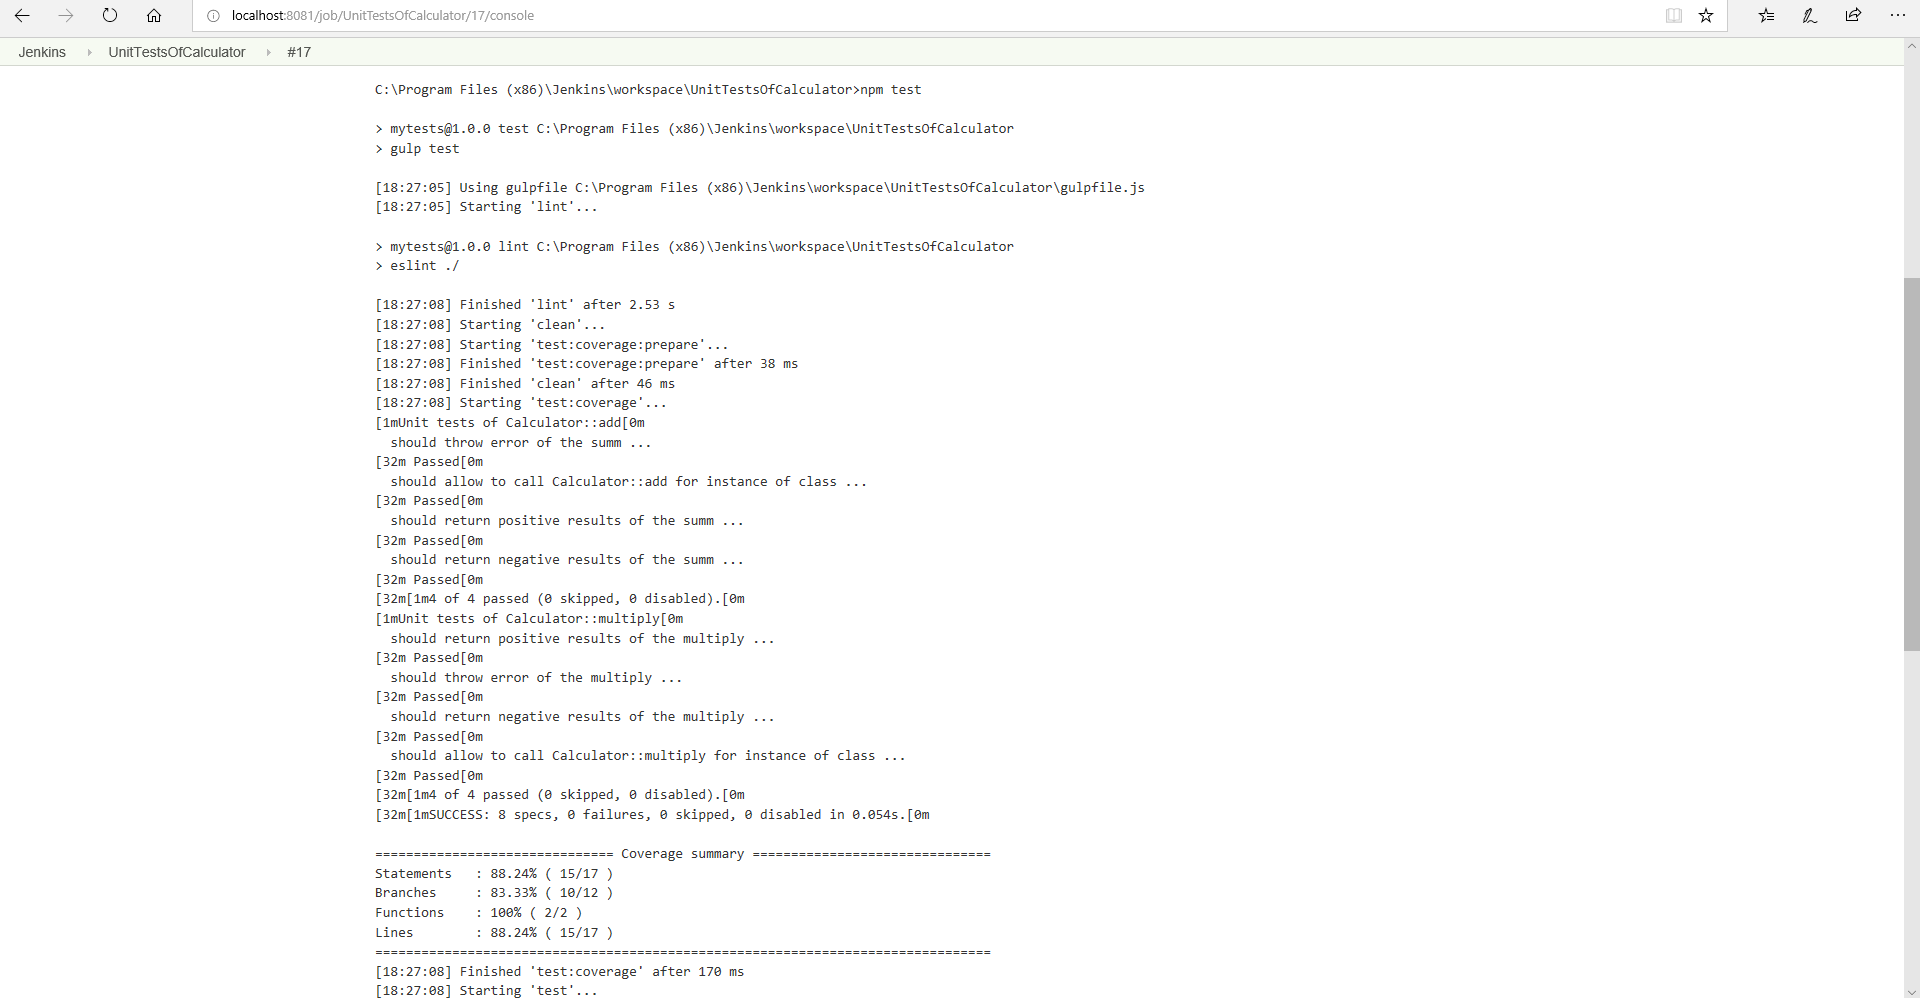 localhost:8081/job/UnitTestsOfCalculator/17/console
Jenkins UnitTestsOfCalculator #17
C:\Program Files (x86)\Jenkins\workspace\UnitTestsOfCalculator>npm test
> mytests@1.0.0 test C:\Program Files (x86)\Jenkins\workspace\UnitTestsOfCalculator
> gulp test
[18:27:05] Using gulpfile C:\Program Files (x86)\Jenkins\workspace\UnitTestsOfCalculator\gulpfile.js
[18:27:05] Starting 'lint'...
> mytests@1.0.0 lint C:\Program Files (x86)\Jenkins\workspace\UnitTestsOfCalculator
> eslint ./
[18:27:08] Finished 'lint' after 2.53 s
[18:27:08] Starting 'clean'...
[18:27:08] Starting 'test:coverage:prepare'...
[18:27:08] Finished 'test:coverage:prepare' after 38 ms
[18:27:08] Finished 'clean' after 46 ms
[18:27:08] Starting 'test:coverage'...
[1mUnit tests of Calculator::add[0m
should throw error of the summ ...
[32m Passed[0m
should allow to call Calculator::add for instance of class ...
[32m Passed[0m
should return positive results of the summ ...
[32m Passed[0m
should return negative results of the summ ...
[32m Passed[0m
[32m[1m4 of 4 passed (0 skipped, 0 disabled).[0m
[1mUnit tests of Calculator::multiply[0m
should return positive results of the multiply ...
[32m Passed[0m
should throw error of the multiply ...
[32m Passed[0m
should return negative results of the multiply ...
[32m Passed[0m
should allow to call Calculator::multiply for instance of class ...
[32m Passed[0m
[32m[1m4 of 4 passed (0 skipped, 0 disabled).[0m
[32m[1mSUCCESS: 8 specs, 0 failures, 0 skipped, 0 disabled in 0.054s.[0m
=============================== Coverage summary ===============================
Statements   : 88.24% ( 15/17 )
Branches     : 83.33% ( 10/12 )
Functions    : 100% ( 2/2 )
Lines        : 88.24% ( 15/17 )
================================================================================
[18:27:08] Finished 'test:coverage' after 170 ms
[18:27:08] Starting 'test'...